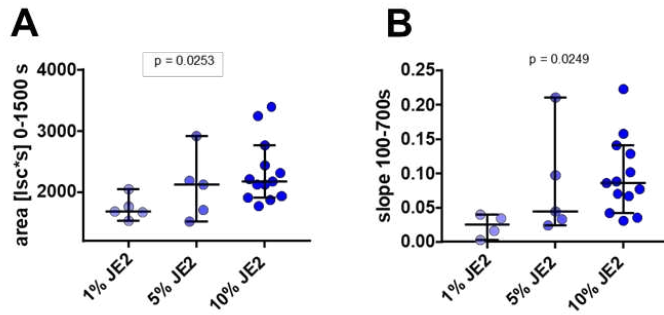 A
p = 0.0253
area [Isc*s] 0-1500 s
4000
3000
2000
1% JE2
5% JE2
10% JE2
B
p = 0.0249
slope 100-700s
0.25
0.20
0.15
0.10
0.05
0.00
1% JE2
5% JE2
10% JE2